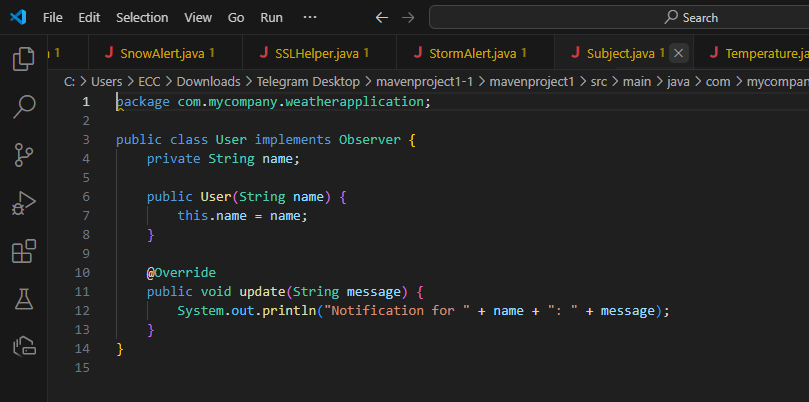 File Edit Selection View Go Run ··· ← → Search
1 SnowAlert.java 1 SSLHelper.java 1 StormAlert.java 1 Subject.java 1 × Temperature.ja
C: > Users > ECC > Downloads > Telegram Desktop > mavenproject1-1 > mavenproject1 > src > main > java > com > mycompan
1 package com.mycompany.weatherapplication;
2
3 public class User implements Observer {
4     private String name;
5
6     public User(String name) {
7         this.name = name;
8     }
9
10     @Override
11     public void update(String message) {
12         System.out.println("Notification for " + name + ": " + message);
13     }
14 }
15